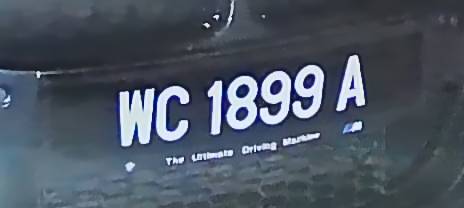 WC 1899 A
The Ultimate Driving Machine